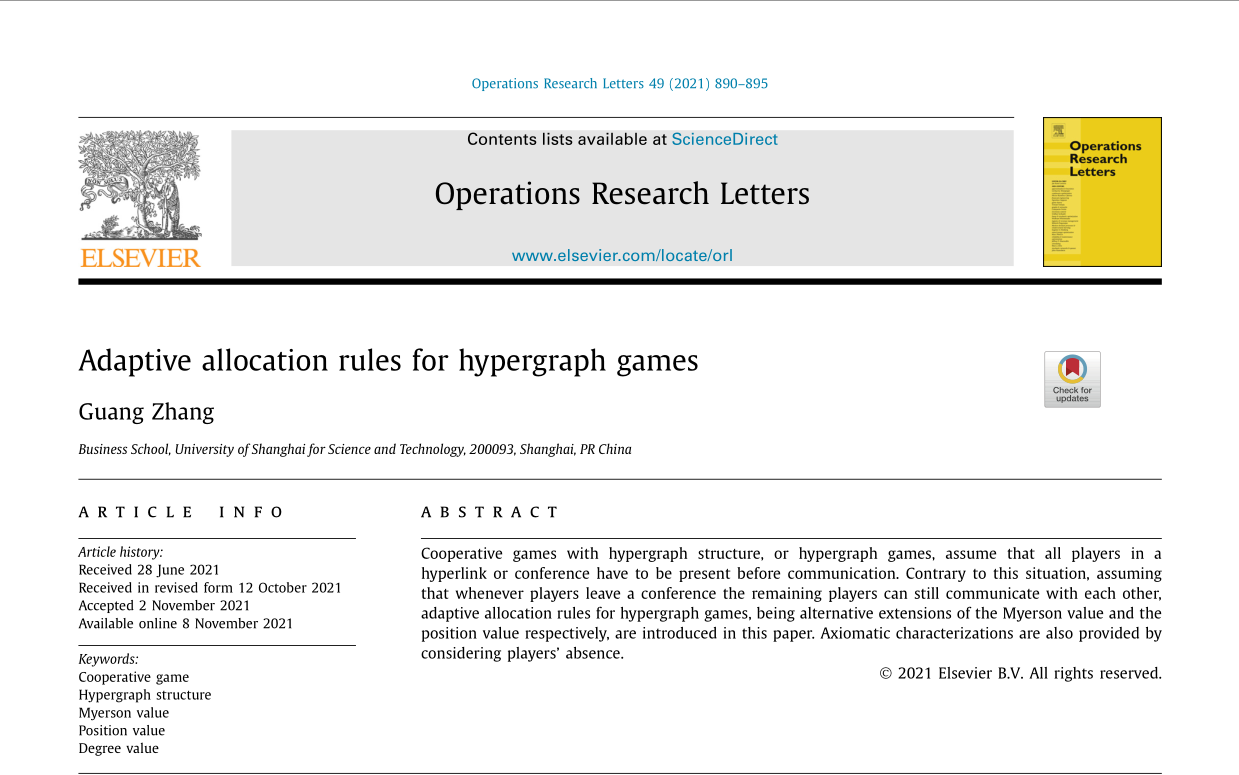 Operations Research Letters 49 (2021) 890–895
Contents lists available at ScienceDirect
Operations Research Letters
www.elsevier.com/locate/orl
ELSEVIER
Operations
Research
Letters
Adaptive allocation rules for hypergraph games
Check for
updates
Guang Zhang
Business School, University of Shanghai for Science and Technology, 200093, Shanghai, PR China
ARTICLE INFO
Article history:
Received 28 June 2021
Received in revised form 12 October 2021
Accepted 2 November 2021
Available online 8 November 2021
Keywords:
Cooperative game
Hypergraph structure
Myerson value
Position value
Degree value
ABSTRACT
Cooperative games with hypergraph structure, or hypergraph games, assume that all players in a
hyperlink or conference have to be present before communication. Contrary to this situation, assuming
that whenever players leave a conference the remaining players can still communicate with each other,
adaptive allocation rules for hypergraph games, being alternative extensions of the Myerson value and the
position value respectively, are introduced in this paper. Axiomatic characterizations are also provided by
considering players' absence.
© 2021 Elsevier B.V. All rights reserved.